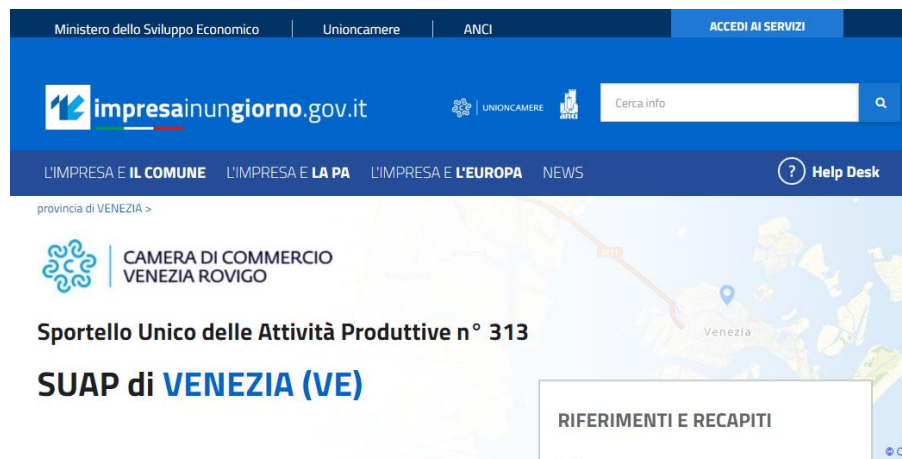 Ministero dello Sviluppo Economico Unioncamere ANCI ACCEDI AI SERVIZI
impresainungiorno.gov.it UNIONCAMERE ANCI Cerca info
L'IMPRESA E IL COMUNE L'IMPRESA E LA PA L'IMPRESA E L'EUROPA NEWS ? Help Desk
provincia di VENEZIA >
CAMERA DI COMMERCIO
VENEZIA ROVIGO
Sportello Unico delle Attività Produttive n° 313
Venezia
SUAP di VENEZIA (VE)
RIFERIMENTI E RECAPITI